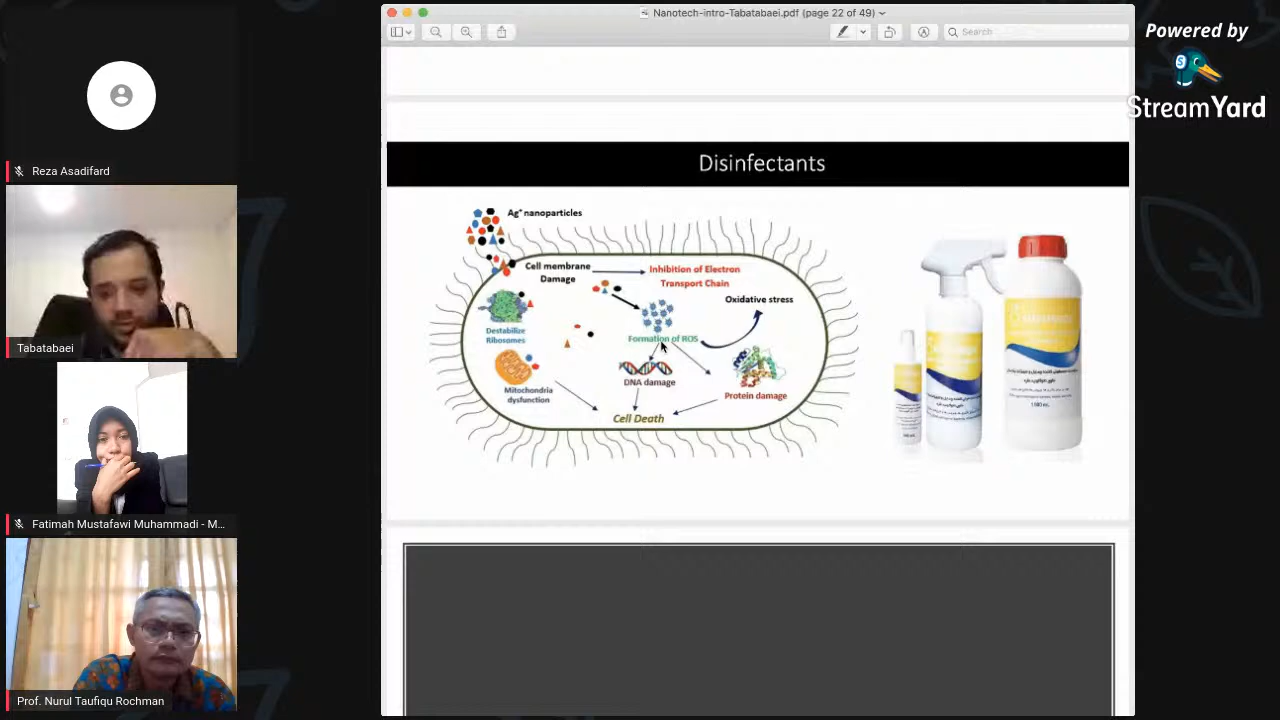 Nanotech-intro-Tabatabaei.pdf (page 22 of 49)
Search
Powered by
StreamYard
Reza Asadifard
Tabatabaei
Fatimah Mustafawi Muhammadi - M...
Prof. Nurul Taufiqu Rochman
Disinfectants
Ag⁺ nanoparticles
Cell membrane
Damage
Inhibition of Electron
Transport Chain
Oxidative stress
Destabilize
Ribosomes
Formation of ROS
Mitochondria
dysfunction
DNA damage
Protein damage
Cell Death